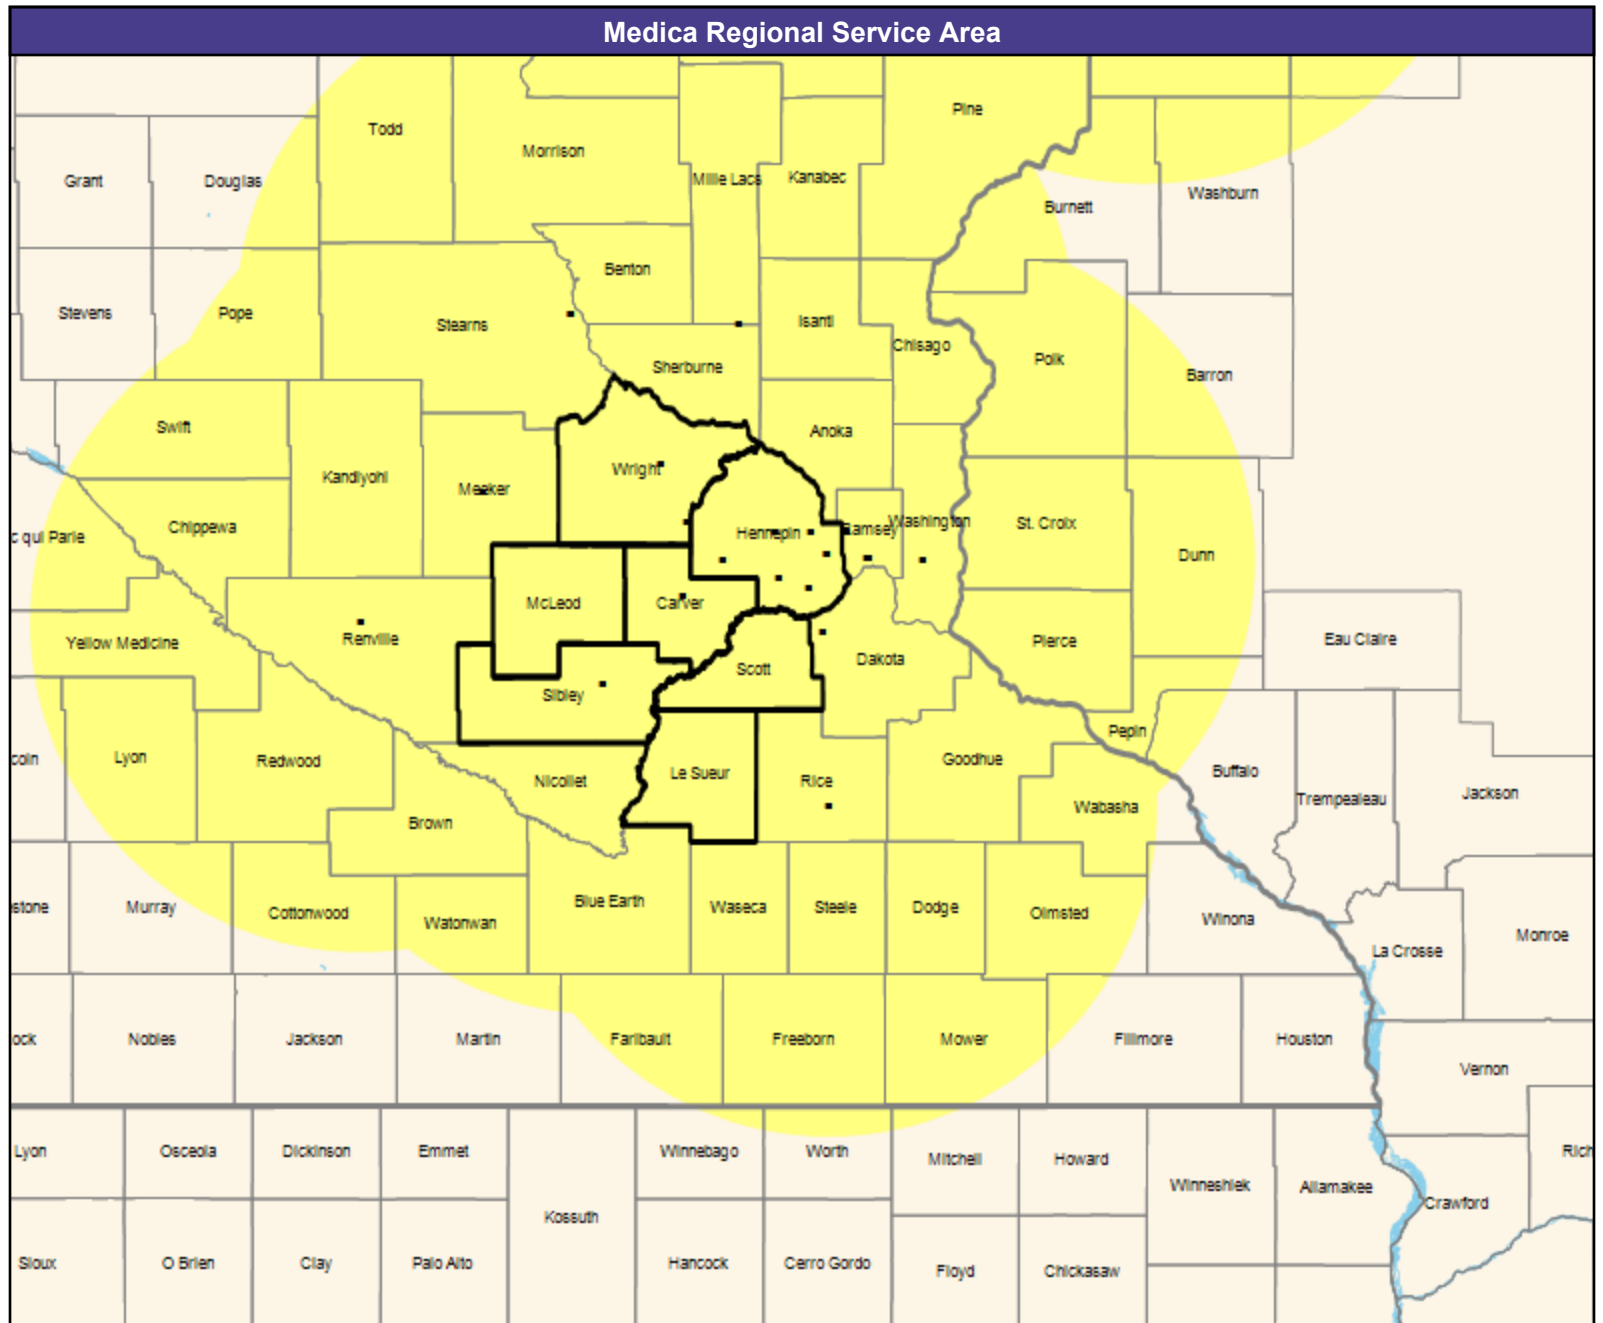 Medica Regional Service Area
Pine
Todd
Morrison
Grant
Douglas
Mille Lacs
Kanabec
Burnett
Washburn
Benton
Stevens
Pope
Stearns
Isanti
Chisago
Sherburne
Polk
Barron
Swift
Anoka
Kandiyohi
Wright
Meeker
c qui Parle
Chippewa
Hennepin
Ramsey
Washington
St. Croix
Dunn
McLeod
Carver
Yellow Medicine
Renville
Scott
Dakota
Pierce
Eau Claire
Sibley
coln
Lyon
Redwood
Nicollet
Le Sueur
Rice
Goodhue
Pepin
Buffalo
Trempealeau
Jackson
Brown
Wabasha
stone
Murray
Cottonwood
Watonwan
Blue Earth
Waseca
Steele
Dodge
Olmsted
Winona
La Crosse
Monroe
ock
Nobles
Jackson
Martin
Faribault
Freeborn
Mower
Fillmore
Houston
Vernon
Lyon
Osceola
Dickinson
Emmet
Winnebago
Worth
Mitchell
Howard
Rich
Winneshiek
Allamakee
Crawford
Kossuth
Sioux
O Brien
Clay
Palo Alto
Hancock
Cerro Gordo
Floyd
Chickasaw